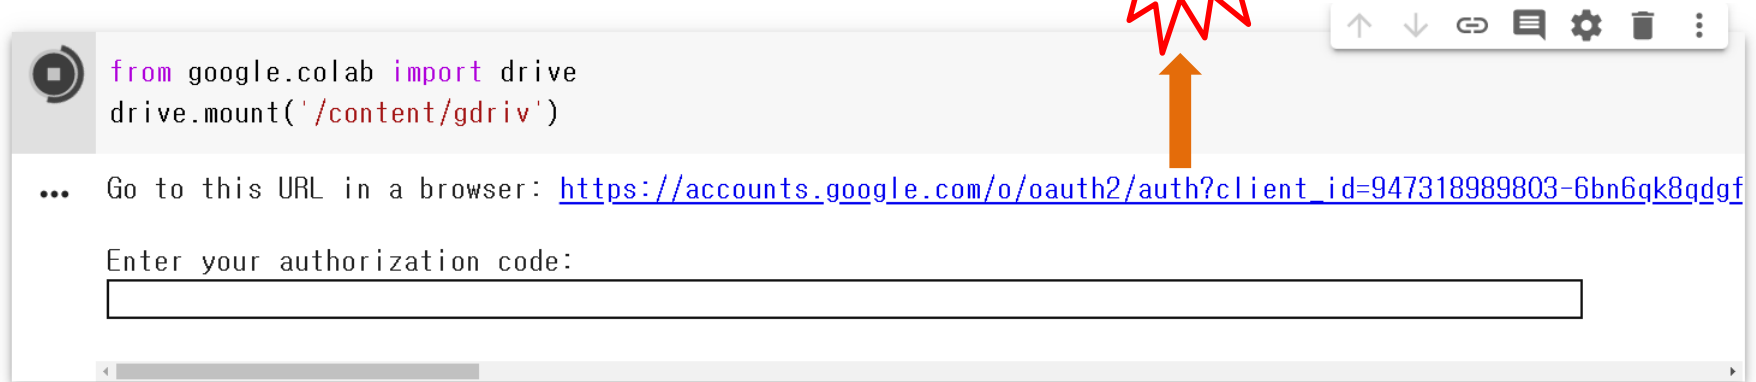 from google.colab import drive
drive.mount('/content/gdriv')
Go to this URL in a browser: https://accounts.google.com/o/oauth2/auth?client_id=947318989803-6bn6qk8qdgf
Enter your authorization code: